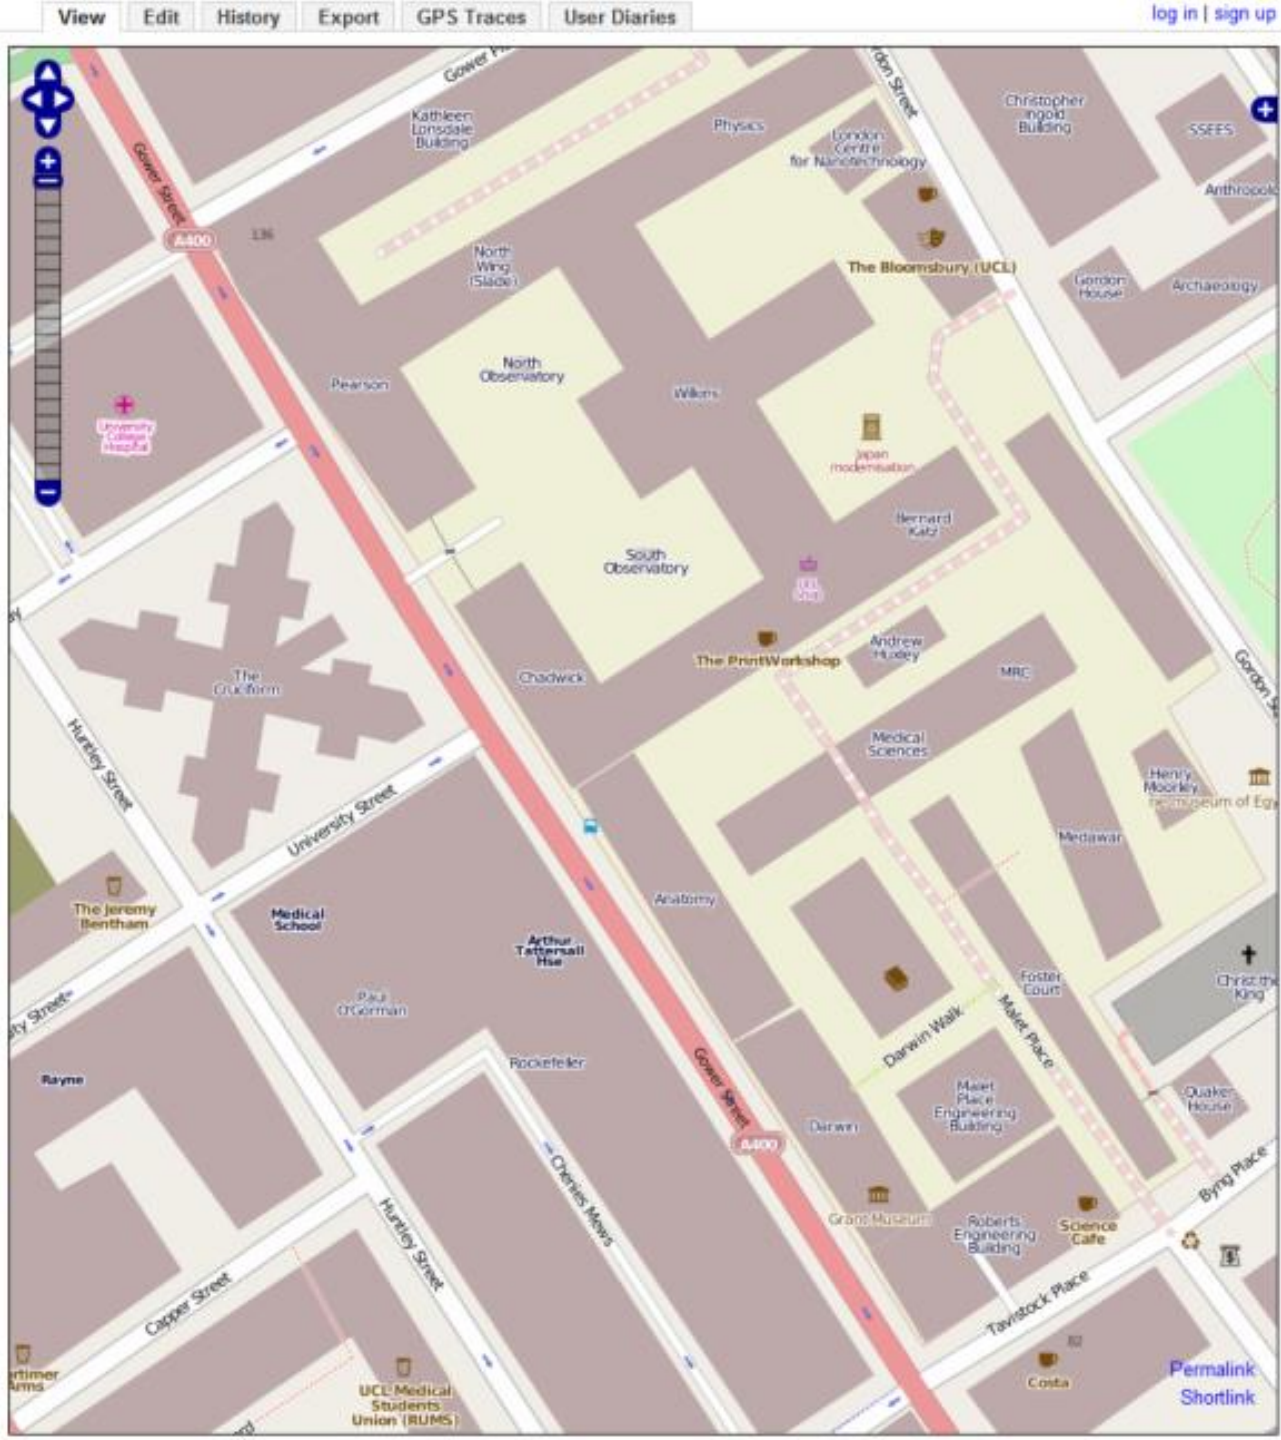 View
Edit
History
Export
GPS Traces
User Diaries
log in | sign up
Gower Street
A400
136
Kathleen
Lonsdale
Building
Physics
London
Centre
for Nanotechnology
Christopher
Ingold
Building
SSEES
North
Wing
(Slade)
The Bloomsbury (UCL)
Gordon
House
Archaeology
University
College
Hospital
Pearson
North
Observatory
Wilkins
Japan
modernisation
Bernard
Katz
South
Observatory
UCL
Shop
The PrintWorkshop
Andrew
Huxley
MRC
The
Cruciform
Chadwick
Medical
Sciences
Henry
Moorley
Huntley Street
University Street
Medawar
The Jeremy
Bentham
Medical
School
Arthur
Tattersall
Hse
Anatomy
Paul
O'Gorman
Foster
Court
Christ the
King
Darwin Walk
Malet Place
Rockefeller
Rayne
Gower Street
A400
Malet
Place
Engineering
Building
Quaker
House
Darwin
Chenies Mews
Huntley Street
Grant Museum
Roberts
Engineering
Building
Science
Cafe
Byng Place
Capper Street
Tavistock Place
82
Costa
UCL Medical
Students
Union (RUMS)
Permalink
Shortlink